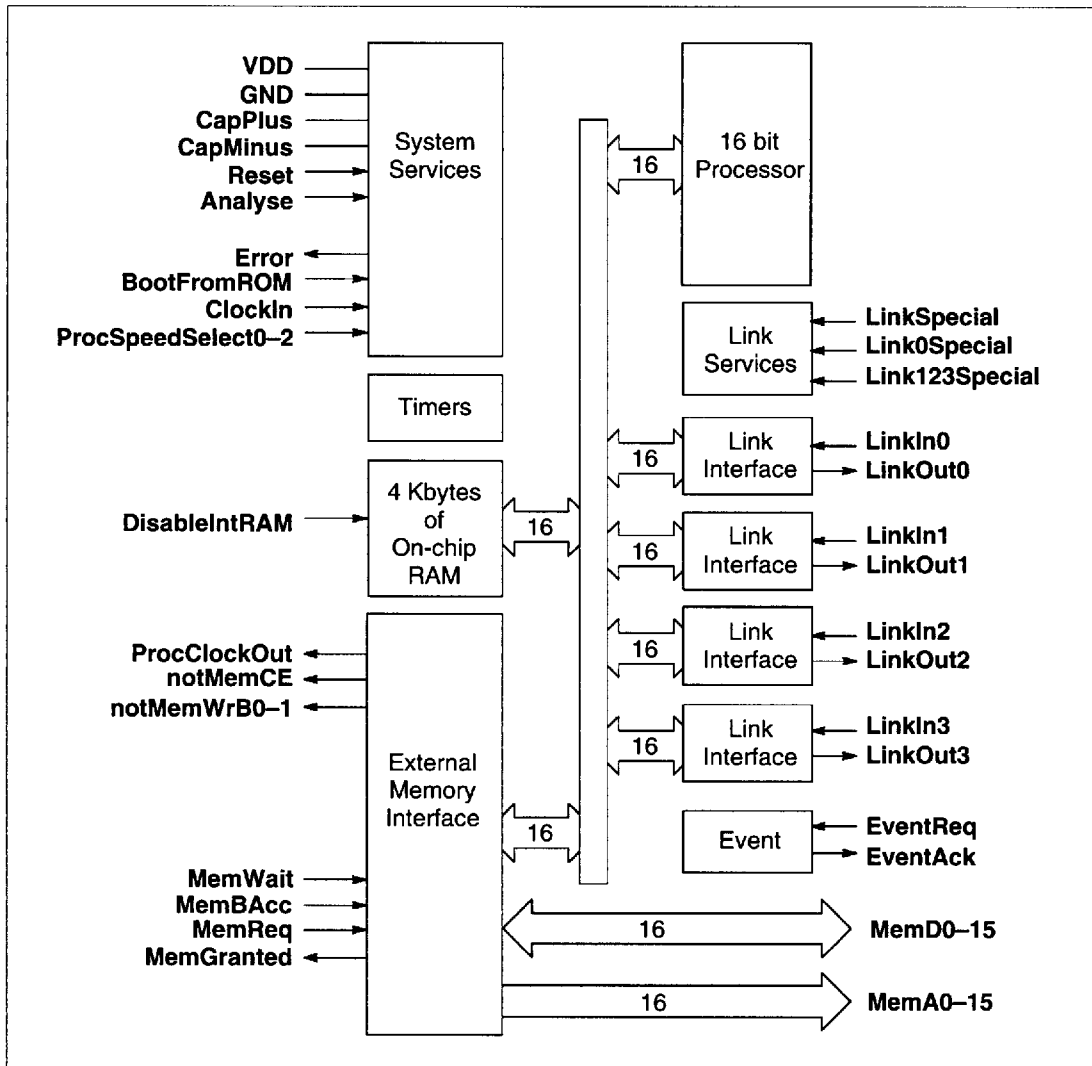 VDD
GND
CapPlus
CapMinus
Reset
Analyse
Error
BootFromROM
ClockIn
ProcSpeedSelect0–2
System
Services
Timers
DisableIntRAM
4 Kbytes
of
On-chip
RAM
16
ProcClockOut
notMemCE
notMemWrB0–1
MemWait
MemBAcc
MemReq
MemGranted
External
Memory
Interface
16
16
16 bit
Processor
Link
Services
LinkSpecial
Link0Special
Link123Special
16
Link
Interface
LinkIn0
LinkOut0
16
Link
Interface
LinkIn1
LinkOut1
16
Link
Interface
LinkIn2
LinkOut2
16
Link
Interface
LinkIn3
LinkOut3
Event
EventReq
EventAck
16
MemD0–15
16
MemA0–15